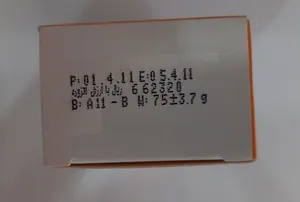 P: 01 4.11 E:05.4.11
662320
B: A11 - B W: 75±3.7 g